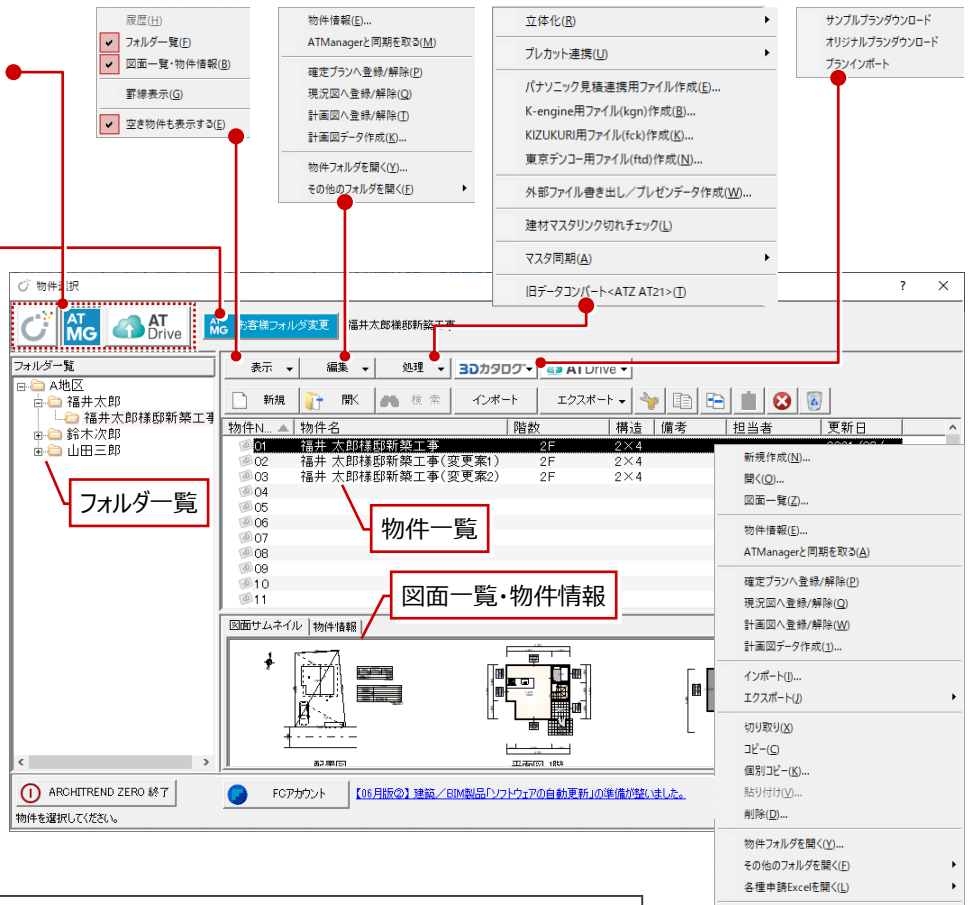 履歴(H)
フォルダ一覧(F)
図面一覧・物件情報(B)
罫線表示(G)
空き物件も表示する(E)
物件情報(E)...
ATManagerと同期を取る(M)
確定プランへ登録/解除(P)
現況図へ登録/解除(Q)
計画図へ登録/解除(T)
計画図データ作成(K)...
物件フォルダを開く(Y)...
その他のフォルダを開く(F)
立体化(R)
プレカット連携(U)
パナソニック見積連携用ファイル作成(E)...
K-engine用ファイル(kgn)作成(B)...
KIZUKURI用ファイル(fck)作成(K)...
東京デンコー用ファイル(ftd)作成(N)...
外部ファイル書き出し／プレゼンデータ作成(W)...
建材マスタリンク切れチェック(L)
マスタ同期(A)
旧データコンバート<ATZ AT21>(T)
サンプルプランダウンロード
オリジナルプランダウンロード
プランインポート
物件選択
? ×
AT MG
AT Drive
AT MG お客様フォルダ変更
福井太郎様邸新築工事
フォルダ一覧
A地区
福井太郎
福井太郎様邸新築工事
鈴木次郎
山田三郎
フォルダ一覧
表示 編集 処理 3Dカタログ AT Drive
新規 開く 検索 インポート エクスポート
物件N... 物件名 階数 構造 備考 担当者 更新日
01 福井 太郎様邸新築工事 2F 2×4
02 福井 太郎様邸新築工事(変更案1) 2F 2×4
03 福井 太郎様邸新築工事(変更案2) 2F 2×4
04
05
06
07
08
09
10
11
物件一覧
図面一覧・物件情報
図面サムネイル 物件情報
配置図
平面図 1階
新規作成(N)...
開く(O)...
図面一覧(Z)...
物件情報(E)...
ATManagerと同期を取る(A)
確定プランへ登録/解除(P)
現況図へ登録/解除(Q)
計画図へ登録/解除(W)
計画図データ作成(1)...
インポート(I)...
エクスポート(J)
切り取り(X)
コピー(C)
個別コピー(K)...
貼り付け(V)...
削除(D)...
物件フォルダを開く(Y)...
その他のフォルダを開く(F)
各種申請Excelを開く(L)
ARCHITREND ZERO 終了
FCアカウント
【06月版②】建築／BIM製品「ソフトウェアの自動更新」の準備が整いました。
物件を選択してください。